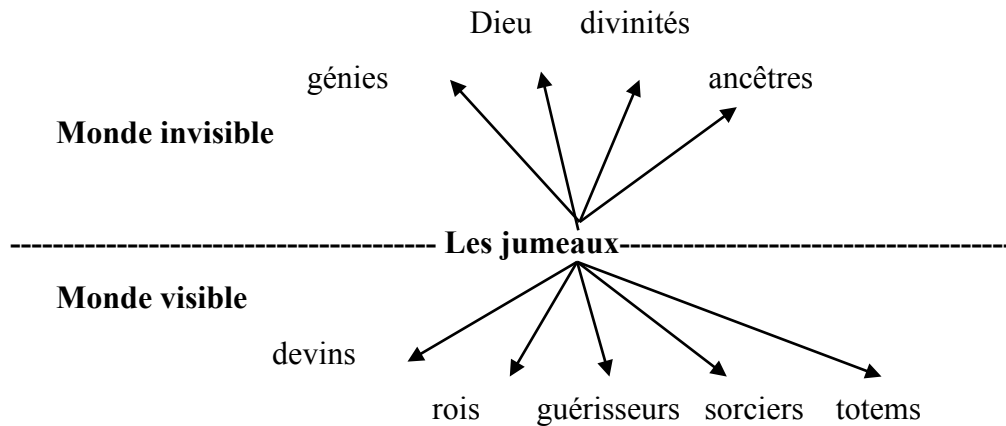 Dieu divinités
génies ancêtres
Monde invisible
Les jumeaux
Monde visible
devins
rois guérisseurs sorciers totems